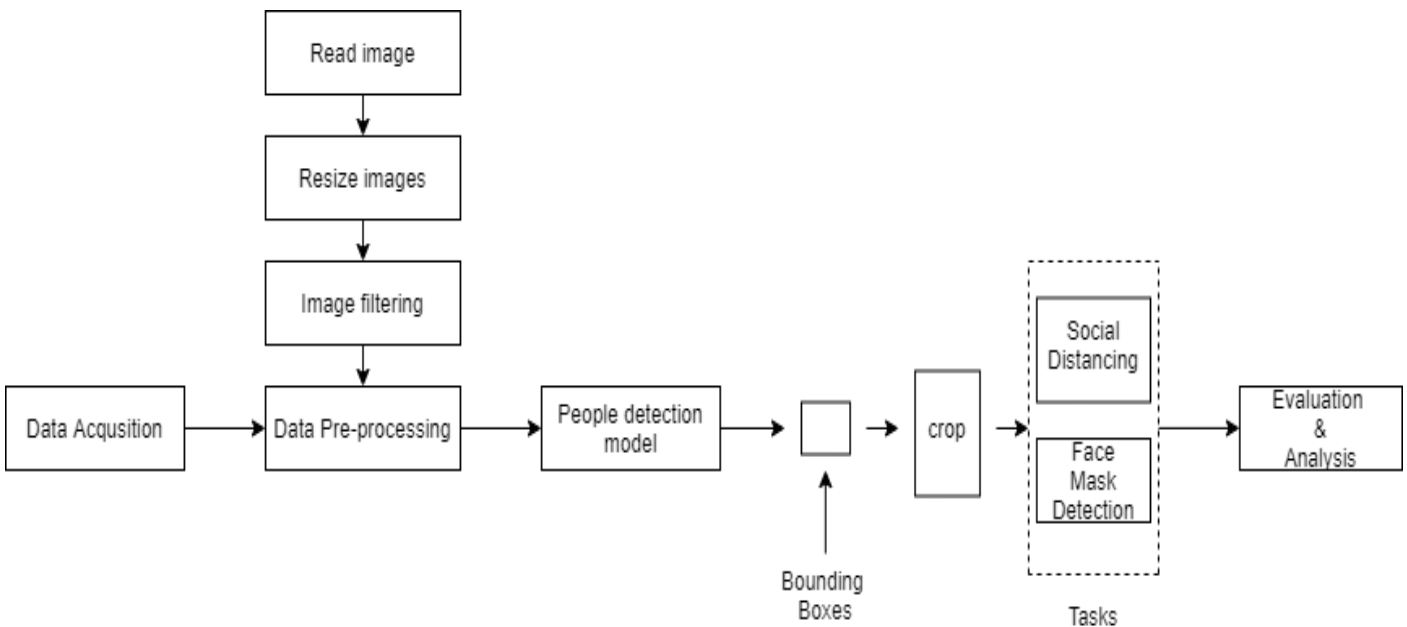 Read image
Resize images
Image filtering
Data Acqusition
Data Pre-processing
People detection
model
Bounding
Boxes
crop
Social
Distancing
Face
Mask
Detection
Tasks
Evaluation
&
Analysis